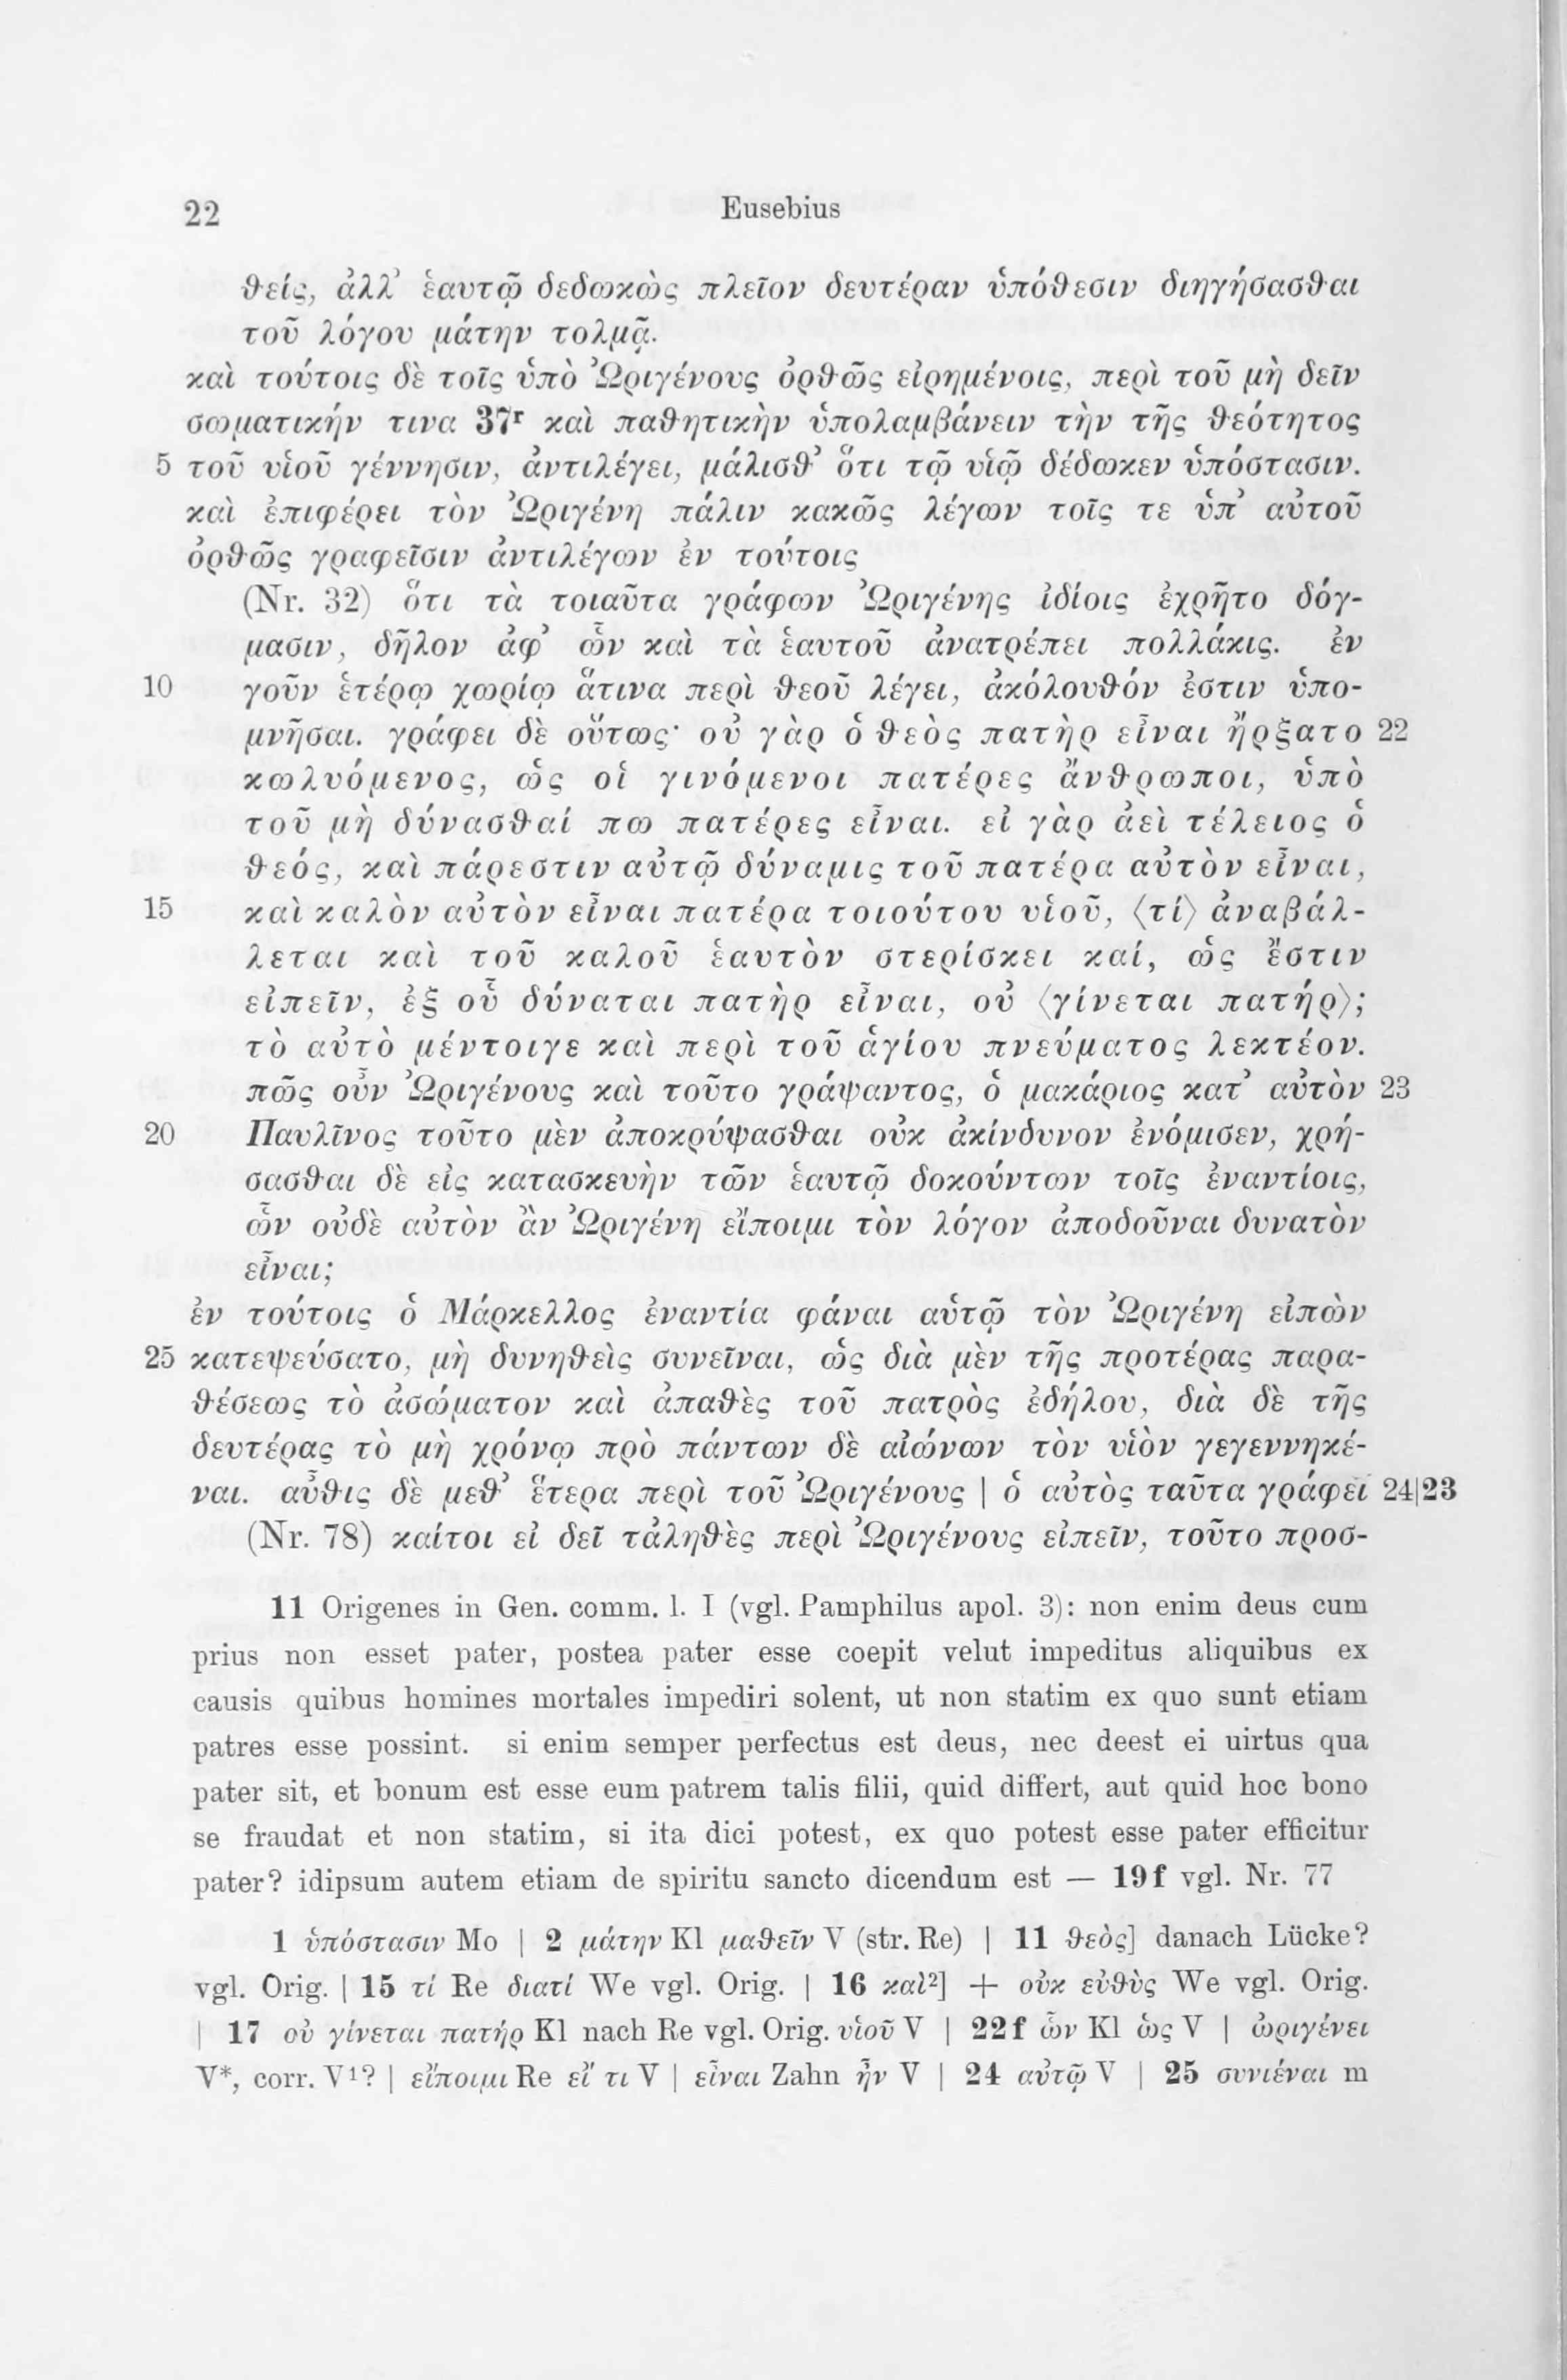 22 Eusebius
θείς, ἀλλ’ ἑαυτῷ δεδωκὼς πλεῖον δευτέραν ὑπόθεσιν διηγήσασθαι
τοῦ λόγου μάτην τολμᾷ.
καὶ τούτοις δὲ τοῖς ὑπὸ Ὠριγένους ὀρθῶς εἰρημένοις, περὶ τοῦ μὴ δεῖν
σωματικήν τινα 37r καὶ παθητικὴν ὑπολαμβάνειν τὴν τῆς θεότητος
5 τοῦ υἱοῦ γέννησιν, ἀντιλέγει, μάλισθ’ ὅτι τῷ υἱῷ δέδωκεν ὑπόστασιν.
καὶ ἐπιφέρει τὸν Ὠριγένη πάλιν κακῶς λέγων τοῖς τε ὑπ’ αὐτοῦ
ὀρθῶς γραφεῖσιν ἀντιλέγων ἐν τούτοις
(Nr. 32) ὅτι τὰ τοιαῦτα γράφων Ὠριγένης ἰδίοις ἐχρῆτο δόγ-
μασιν, δῆλον ἀφ’ ὧν καὶ τὰ ἑαυτοῦ ἀνατρέπει πολλάκις. ἐν
10 γοῦν ἑτέρῳ χωρίῳ ἅτινα περὶ θεοῦ λέγει, ἀκόλουθόν ἐστιν ὑπο-
μνῆσαι. γράφει δὲ οὕτως· οὐ γὰρ ὁ θεὸς πατὴρ εἶναι ἤρξατο 22
κωλυόμενος, ὡς οἱ γινόμενοι πατέρες ἄνθρωποι, ὑπὸ
τοῦ μὴ δύνασθαί πω πατέρες εἶναι. εἰ γὰρ ἀεὶ τέλειος ὁ
θεός, καὶ πάρεστιν αὐτῷ δύναμις τοῦ πατέρα αὐτὸν εἶναι,
15 καὶ καλὸν αὐτὸν εἶναι πατέρα τοιούτου υἱοῦ, ⟨τί⟩ ἀναβάλ-
λεται καὶ τοῦ καλοῦ ἑαυτὸν στερίσκει καί, ὡς ἔστιν
εἰπεῖν, ἐξ οὗ δύναται πατὴρ εἶναι, οὐ ⟨γίνεται πατήρ⟩;
τὸ αὐτὸ μέντοιγε καὶ περὶ τοῦ ἁγίου πνεύματος λεκτέον.
πῶς οὖν Ὠριγένους καὶ τοῦτο γράψαντος, ὁ μακάριος κατ’ αὐτὸν 23
20 Παυλῖνος τοῦτο μὲν ἀποκρύψασθαι οὐκ ἀκίνδυνον ἐνόμισεν, χρή-
σασθαι δὲ εἰς κατασκευὴν τῶν ἑαυτῷ δοκούντων τοῖς ἐναντίοις,
ὧν οὐδὲ αὐτὸν ἂν Ὠριγένη εἴποιμι τὸν λόγον ἀποδοῦναι δυνατὸν
εἶναι;
ἐν τούτοις ὁ Μάρκελλος ἐναντία φάναι αὑτῷ τὸν Ὠριγένη εἰπὼν
25 κατεψεύσατο, μὴ δυνηθεὶς συνεῖναι, ὡς διὰ μὲν τῆς προτέρας παρα-
θέσεως τὸ ἀσώματον καὶ ἀπαθὲς τοῦ πατρὸς ἐδήλου, διὰ δὲ τῆς
δευτέρας τὸ μὴ χρόνῳ πρὸ πάντων δὲ αἰώνων τὸν υἱὸν γεγεννηκέ-
ναι. αὖθις δὲ μεθ’ ἕτερα περὶ τοῦ Ὠριγένους | ὁ αὐτὸς ταῦτα γράφει 24|23
(Nr. 78) καίτοι εἰ δεῖ τἀληθὲς περὶ Ὠριγένους εἰπεῖν, τοῦτο προσ-
11 Origenes in Gen. comm. l. I (vgl. Pamphilus apol. 3): non enim deus cum
prius non esset pater, postea pater esse coepit velut impeditus aliquibus ex
causis quibus homines mortales impediri solent, ut non statim ex quo sunt etiam
patres esse possint. si enim semper perfectus est deus, nec deest ei uirtus qua
pater sit, et bonum est esse eum patrem talis filii, quid differt, aut quid hoc bono
se fraudat et non statim, si ita dici potest, ex quo potest esse pater efficitur
pater? idipsum autem etiam de spiritu sancto dicendum est — 19f vgl. Nr. 77
1 ὑπόστασιν Mo | 2 μάτην Kl μαθεῖν V (str. Re) | 11 θεὸς] danach Lücke?
vgl. Orig. | 15 τί Re διατί We vgl. Orig. | 16 καὶ2] + οὐκ εὐθὺς We vgl. Orig.
| 17 οὐ γίνεται πατήρ Kl nach Re vgl. Orig. υἱοῦ V | 22f ὧν Kl ὡς V | ὠριγένει
V*, corr. V1? | εἴποιμι Re εἴ τι V | εἶναι Zahn ἦν V | 24 αὐτῷ V | 25 συνιέναι m